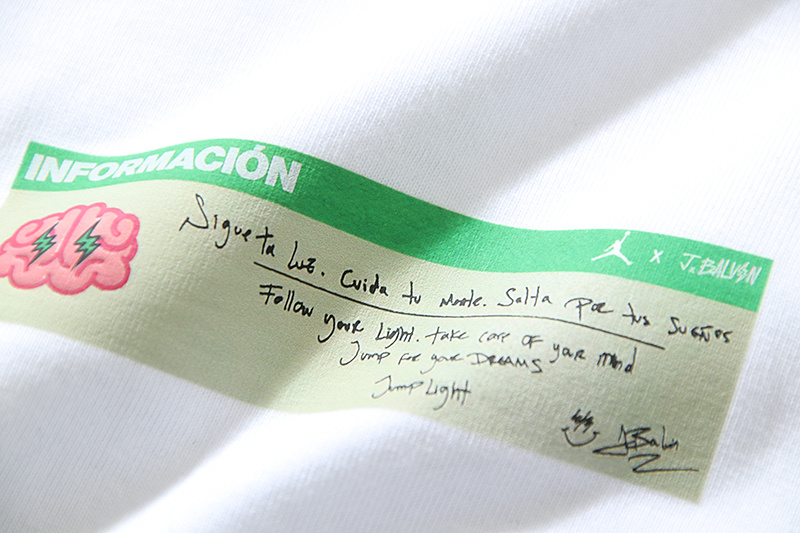 INFORMACIÓN
x J.BALVIN
Sigue tu Luz. Cuida tu Mente. Salta por tus SUEÑOS
Follow your Light. take care of your mind
Jump for your DREAMS
Jump Light
JBalvin